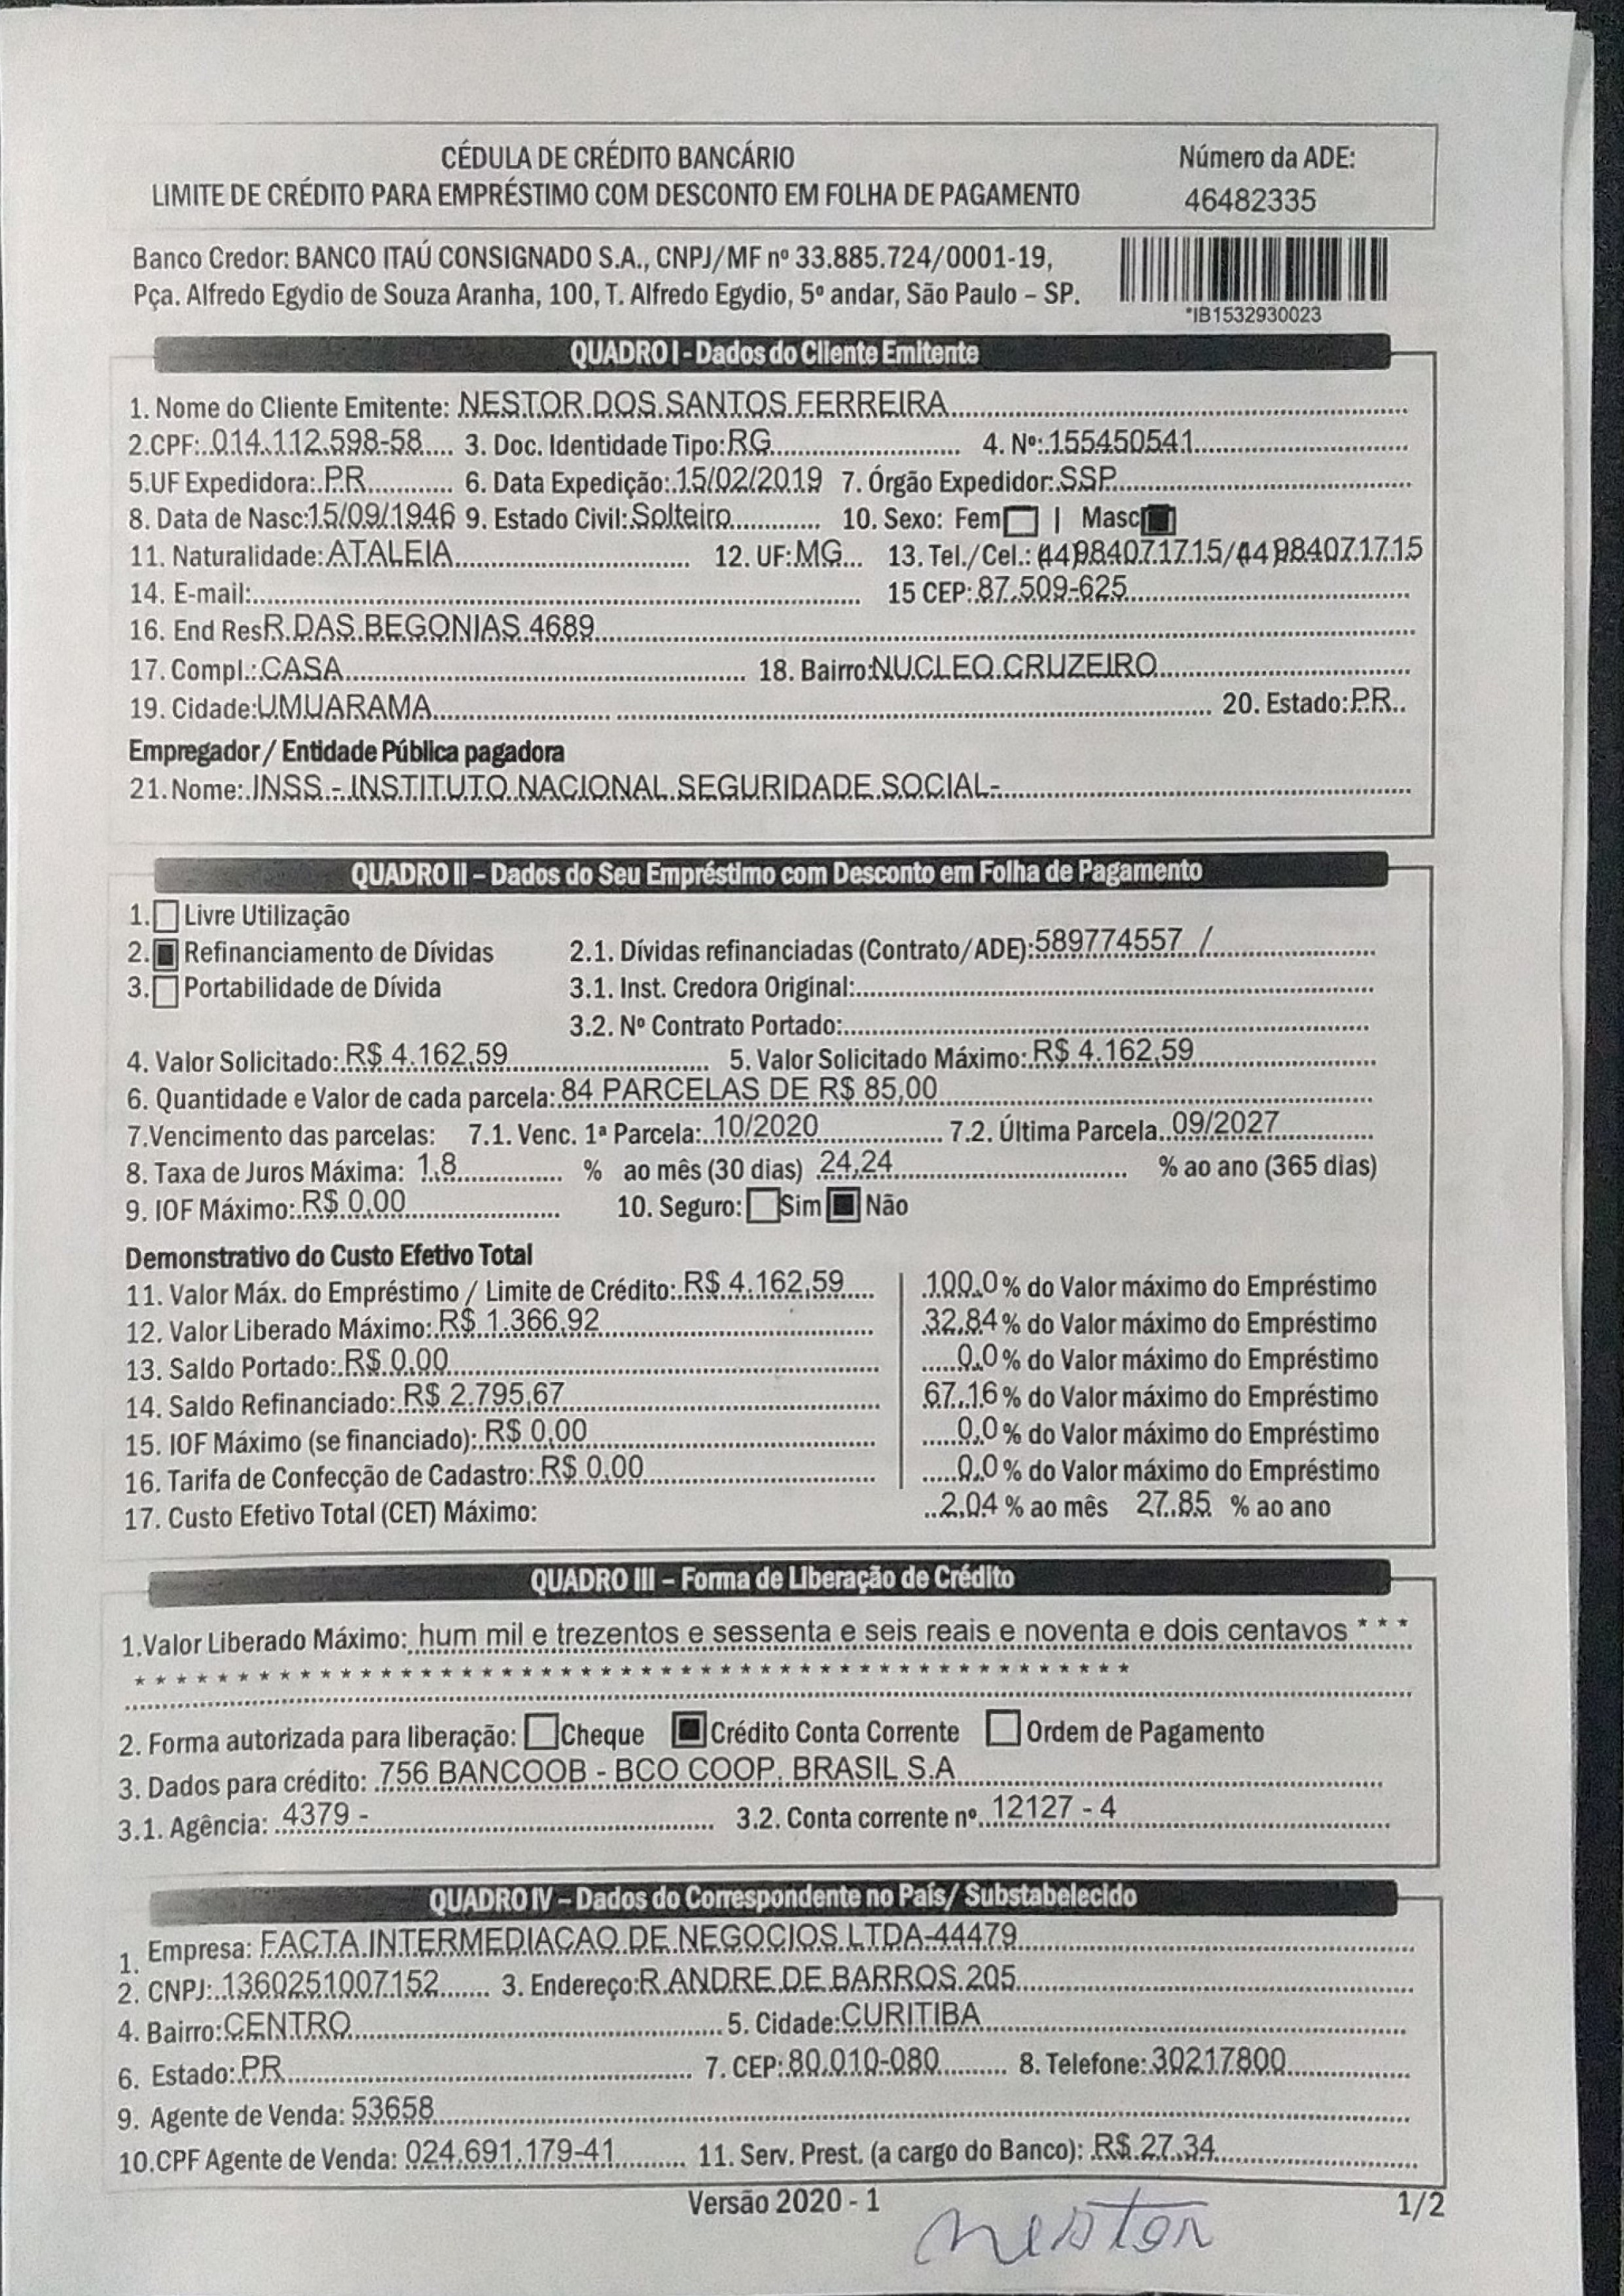 CÉDULA DE CRÉDITO BANCÁRIO
LIMITE DE CRÉDITO PARA EMPRÉSTIMO COM DESCONTO EM FOLHA DE PAGAMENTO
Número da ADE:
46482335
Banco Credor: BANCO ITAÚ CONSIGNADO S.A., CNPJ/MF nº 33.885.724/0001-19,
Pça. Alfredo Egydio de Souza Aranha, 100, T. Alfredo Egydio, 5º andar, São Paulo – SP.
*IB1532930023
QUADRO I - Dados do Cliente Emitente
1. Nome do Cliente Emitente: NESTOR DOS SANTOS FERREIRA
2.CPF: 014.112.598-58 3. Doc. Identidade Tipo: RG 4. Nº: 155450541
5.UF Expedidora: PR 6. Data Expedição: 15/02/2019 7. Órgão Expedidor: SSP
8. Data de Nasc: 15/09/1946 9. Estado Civil: Solteiro 10. Sexo: Fem | Masc
11. Naturalidade: ATALEIA 12. UF: MG 13. Tel./Cel.: (44)984071715/(44)984071715
14. E-mail: 15 CEP: 87.509-625
16. End Res R DAS BEGONIAS 4689
17. Compl.: CASA 18. Bairro: NUCLEO CRUZEIRO
19. Cidade: UMUARAMA 20. Estado: PR
Empregador / Entidade Pública pagadora
21. Nome: INSS - INSTITUTO NACIONAL SEGURIDADE SOCIAL-
QUADRO II – Dados do Seu Empréstimo com Desconto em Folha de Pagamento
1. Livre Utilização
2. Refinanciamento de Dívidas 2.1. Dívidas refinanciadas (Contrato/ADE): 589774557 /
3. Portabilidade de Dívida 3.1. Inst. Credora Original:
3.2. Nº Contrato Portado:
4. Valor Solicitado: R$ 4.162,59 5. Valor Solicitado Máximo: R$ 4.162,59
6. Quantidade e Valor de cada parcela: 84 PARCELAS DE R$ 85,00
7.Vencimento das parcelas: 7.1. Venc. 1ª Parcela: 10/2020 7.2. Última Parcela 09/2027
8. Taxa de Juros Máxima: 1,8 % ao mês (30 dias) 24,24 % ao ano (365 dias)
9. IOF Máximo: R$ 0,00 10. Seguro: Sim Não
Demonstrativo do Custo Efetivo Total
11. Valor Máx. do Empréstimo / Limite de Crédito: R$ 4.162,59 100,0 % do Valor máximo do Empréstimo
12. Valor Liberado Máximo: R$ 1.366,92 32,84 % do Valor máximo do Empréstimo
13. Saldo Portado: R$ 0,00 0,0 % do Valor máximo do Empréstimo
14. Saldo Refinanciado: R$ 2.795,67 67,16 % do Valor máximo do Empréstimo
15. IOF Máximo (se financiado): R$ 0,00 0,0 % do Valor máximo do Empréstimo
16. Tarifa de Confecção de Cadastro: R$ 0,00 0,0 % do Valor máximo do Empréstimo
17. Custo Efetivo Total (CET) Máximo: 2,04 % ao mês 27,85 % ao ano
QUADRO III – Forma de Liberação de Crédito
1.Valor Liberado Máximo: hum mil e trezentos e sessenta e seis reais e noventa e dois centavos * * *
* * * * * * * * * * * * * * * * * * * * * * * * * * * * * * * * * * * * * * * * * * * * * * * * *
2. Forma autorizada para liberação: Cheque Crédito Conta Corrente Ordem de Pagamento
3. Dados para crédito: 756 BANCOOB - BCO COOP. BRASIL S.A
3.1. Agência: 4379 - 3.2. Conta corrente nº 12127 - 4
QUADRO IV – Dados do Correspondente no País/ Substabelecido
1. Empresa: FACTA INTERMEDIACAO DE NEGOCIOS LTDA-44479
2. CNPJ: 1360251007152 3. Endereço: R ANDRE DE BARROS 205
4. Bairro: CENTRO 5. Cidade: CURITIBA
6. Estado: PR 7. CEP: 80.010-080 8. Telefone: 30217800
9. Agente de Venda: 53658
10.CPF Agente de Venda: 024.691.179-41 11. Serv. Prest. (a cargo do Banco): R$ 27,34
Versão 2020 - 1
1/2
nestor